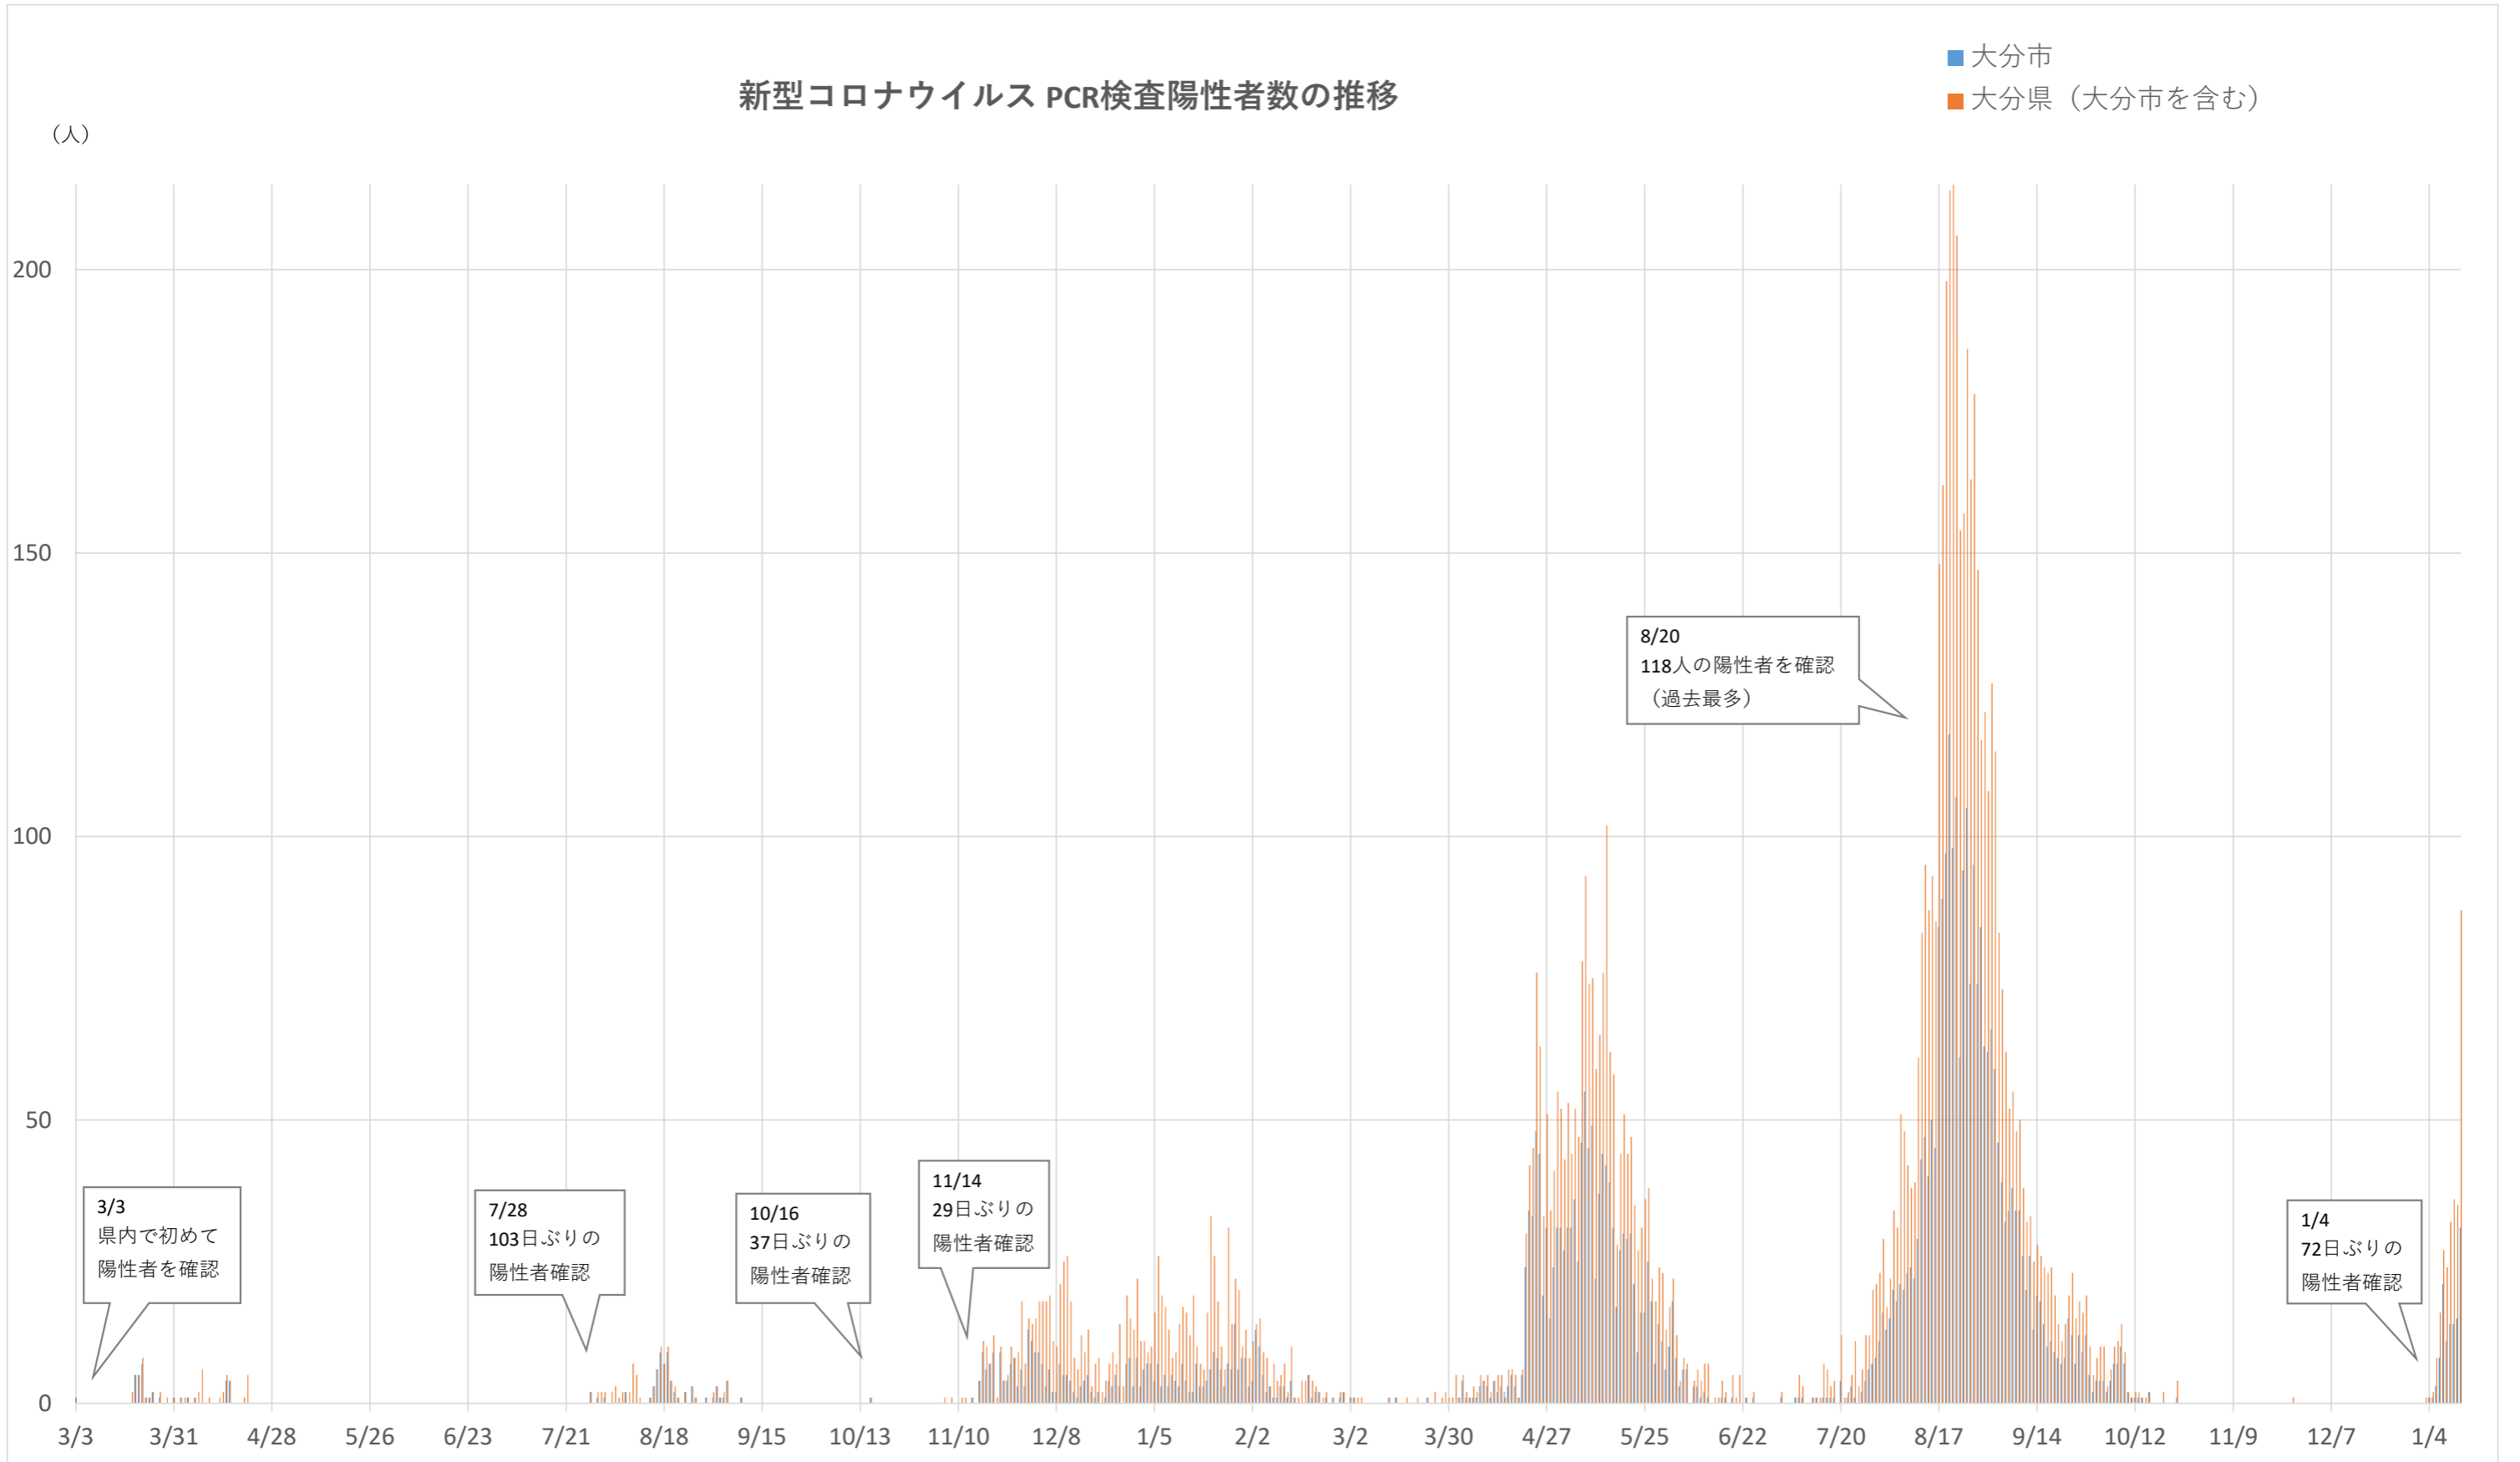 新型コロナウイルス PCR検査陽性者数の推移
大分市
大分県（大分市を含む）
（人）
200
150
100
50
0
8/20
118人の陽性者を確認
（過去最多）
3/3
県内で初めて
陽性者を確認
7/28
103日ぶりの
陽性者確認
10/16
37日ぶりの
陽性者確認
11/14
29日ぶりの
陽性者確認
1/4
72日ぶりの
陽性者確認
3/3 3/31 4/28 5/26 6/23 7/21 8/18 9/15 10/13 11/10 12/8 1/5 2/2 3/2 3/30 4/27 5/25 6/22 7/20 8/17 9/14 10/12 11/9 12/7 1/4